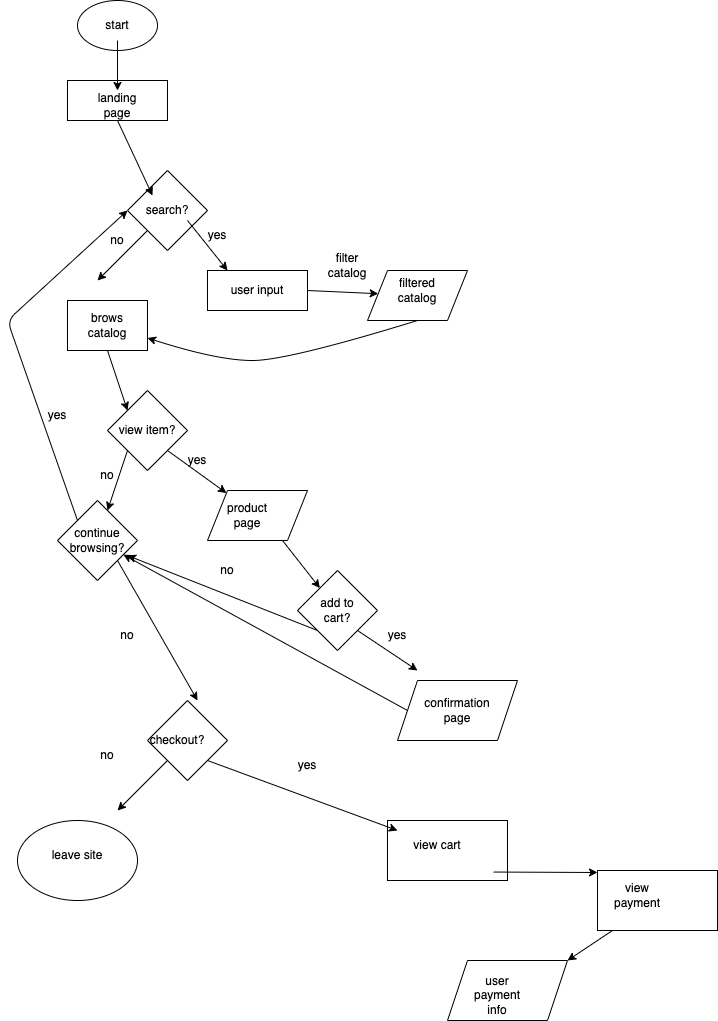 start
landing
page
search?
no
yes
filter
catalog
user input
filtered
catalog
brows
catalog
yes
view item?
no
yes
product
page
continue
browsing?
no
add to
cart?
no
yes
confirmation
page
checkout?
no
yes
leave site
view cart
view
payment
user
payment
info